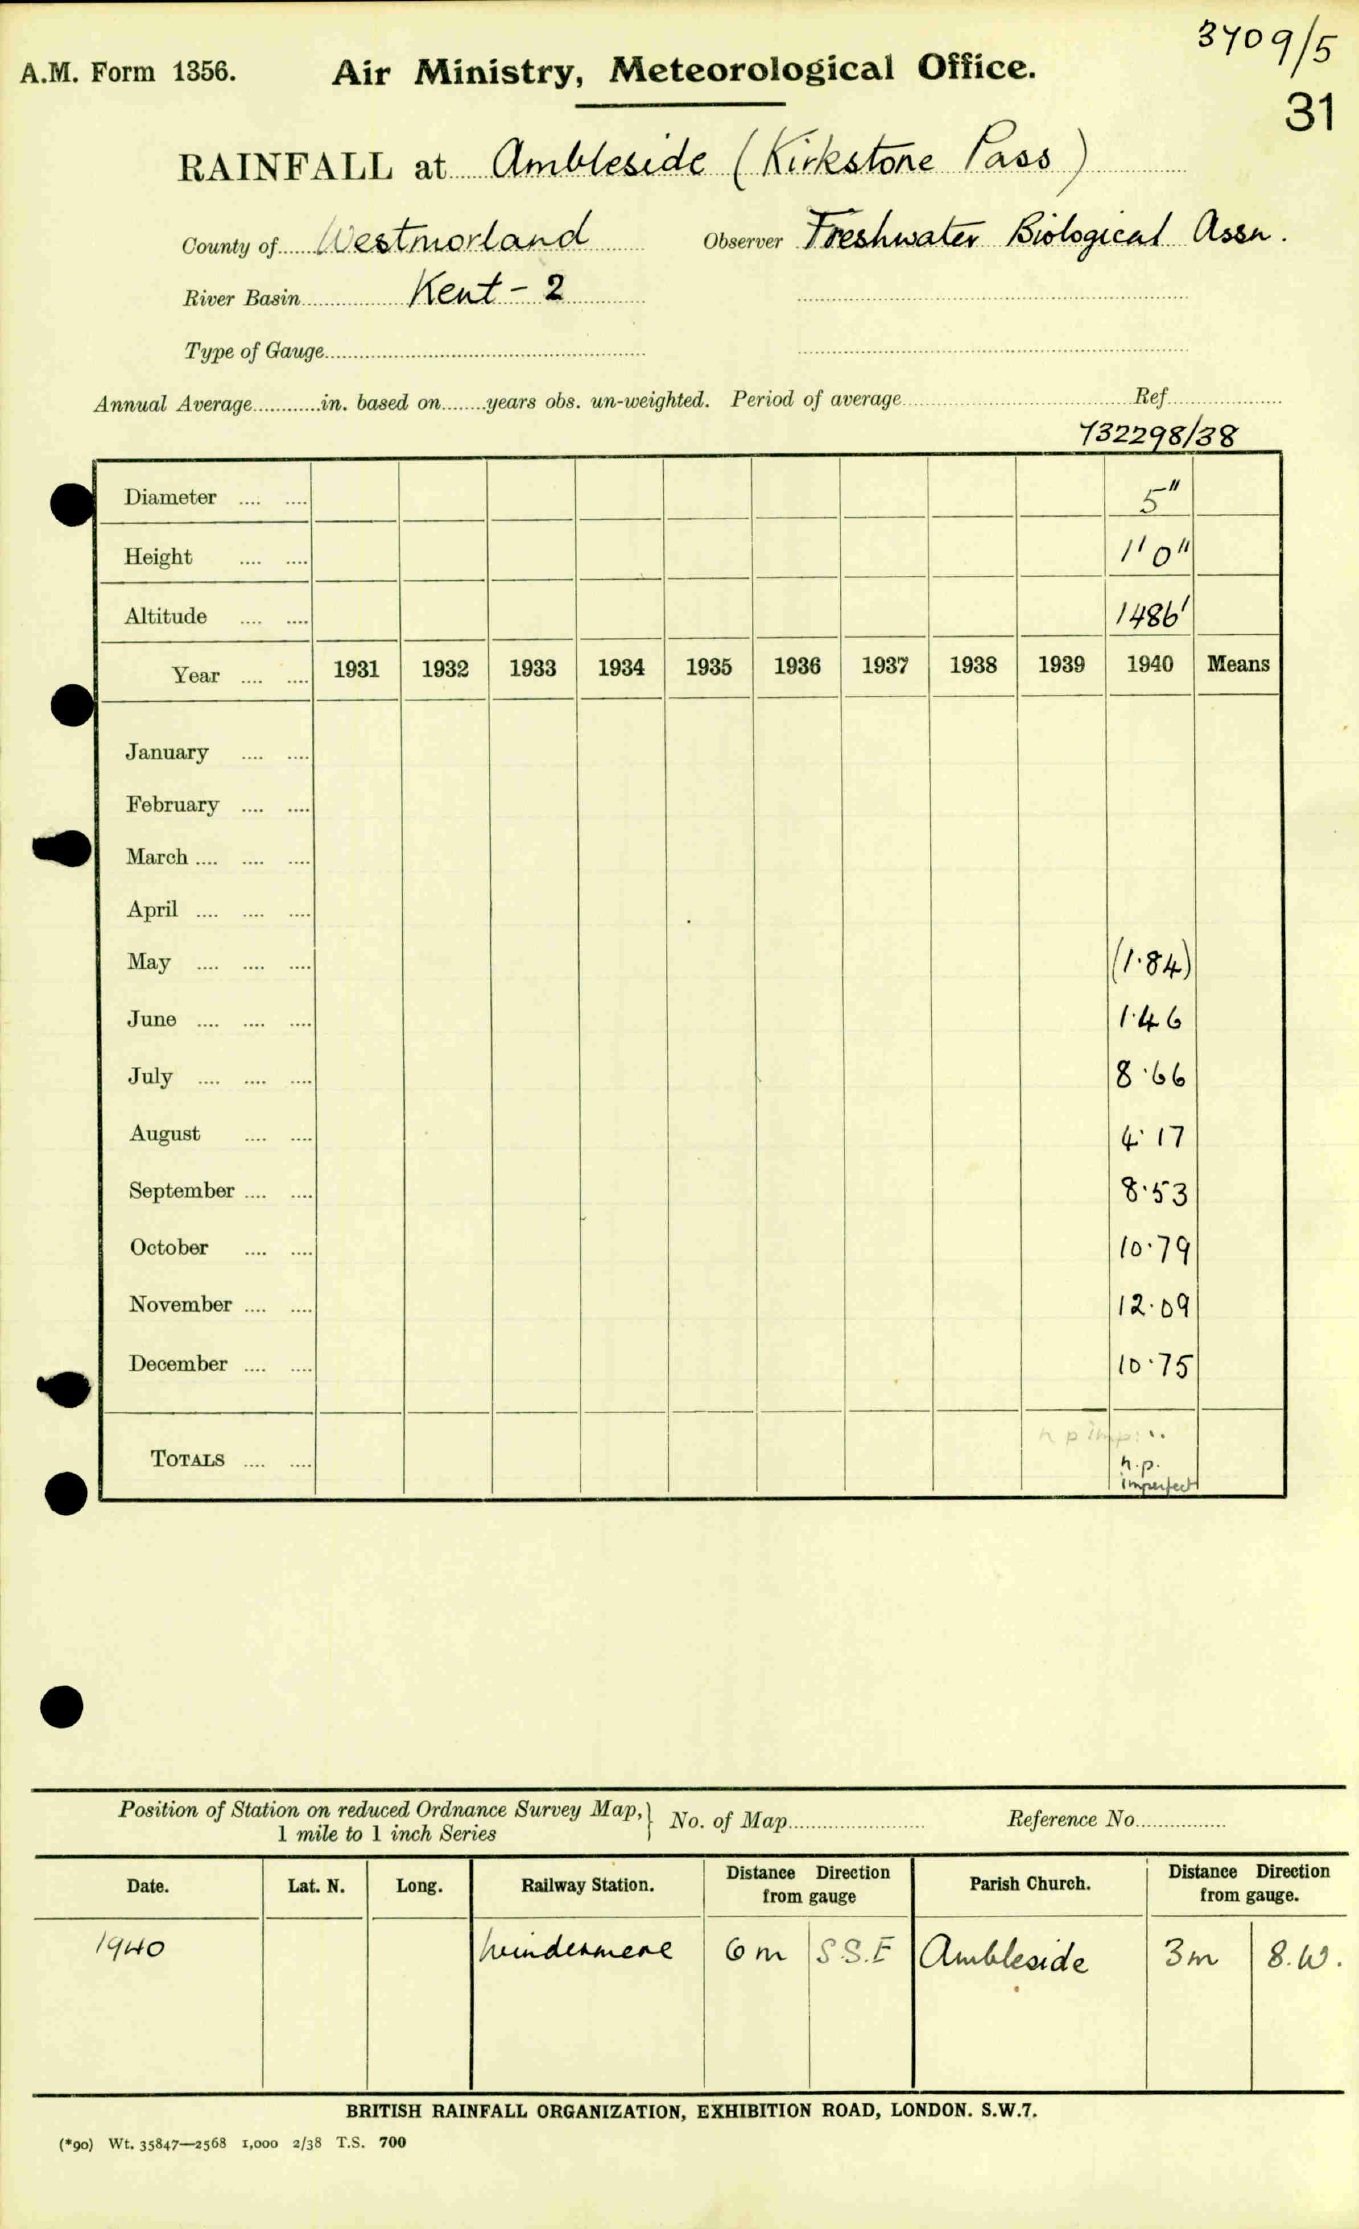 3709/5
A.M. Form 1356. Air Ministry, Meteorological Office.
31
RAINFALL at Ambleside (Kirkstone Pass)
County of Westmorland Observer Freshwater Biological Assn.
River Basin Kent - 2
Type of Gauge
Annual Average in. based on years obs. un-weighted. Period of average Ref
732298/38
Diameter 5"
Height 1'0"
Altitude 1486'
Year 1931 1932 1933 1934 1935 1936 1937 1938 1939 1940 Means
January
February
March
April
May (1.84)
June 1.46
July 8.66
August 4.17
September 8.53
October 10.79
November 12.09
December 10.75
n p imp:
TOTALS n.p.
imperfect
Position of Station on reduced Ordnance Survey Map,} No. of Map Reference No.
1 mile to 1 inch Series
Date. Lat. N. Long. Railway Station. Distance Direction from gauge Parish Church. Distance Direction from gauge.
1940 Windermere 6 m S.S.E Ambleside 3m S.W.
BRITISH RAINFALL ORGANIZATION, EXHIBITION ROAD, LONDON. S.W.7.
(*90) Wt. 35847—2568 1,000 2/38 T.S. 700